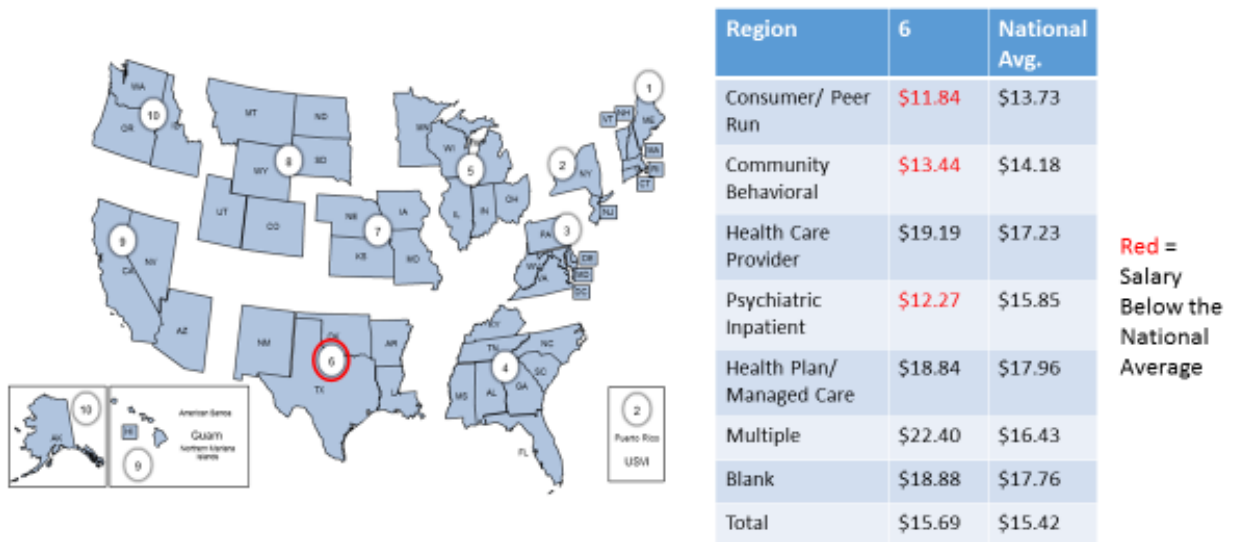 Region 6 National Avg.
Consumer/ Peer Run $11.84 $13.73
Community Behavioral $13.44 $14.18
Health Care Provider $19.19 $17.23
Psychiatric Inpatient $12.27 $15.85
Health Plan/ Managed Care $18.84 $17.96
Multiple $22.40 $16.43
Blank $18.88 $17.76
Total $15.69 $15.42
Red =
Salary
Below the
National
Average
1
WA
MT
ND
MN
VT NH ME
10
OR ID
8
SD
WI
5
2
NY
MA
RI
CT
WY
NJ
UT
CO
NE
IA
IL IN OH
PA
3
9
7
KS
MO
WV
VA
DE
MD
DC
CA
NV
AZ
NM
OK
AR
6
TX
LA
KY
TN
NC
4
SC
MS AL GA
FL
10
AK
American Samoa
HI
Guam
Northern Mariana
Islands
9
2
Puerto Rico
USVI